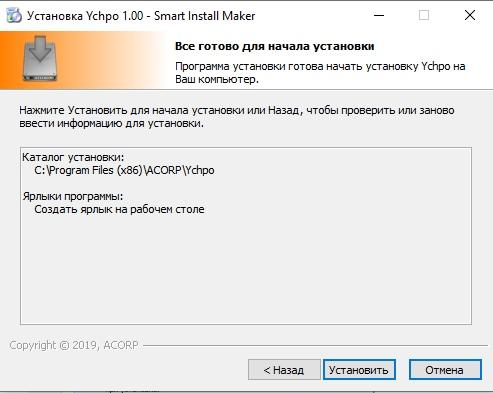 Установка Ychpo 1.00 - Smart Install Maker
Все готово для начала установки
Программа установки готова начать установку Ychpo на
Ваш компьютер.
Нажмите Установить для начала установки или Назад, чтобы проверить или заново
ввести информацию для установки.
Каталог установки:
C:\Program Files (x86)\ACORP\Ychpo
Ярлыки программы:
Создать ярлык на рабочем столе
Copyright © 2019, ACORP
< Назад
Установить
Отмена